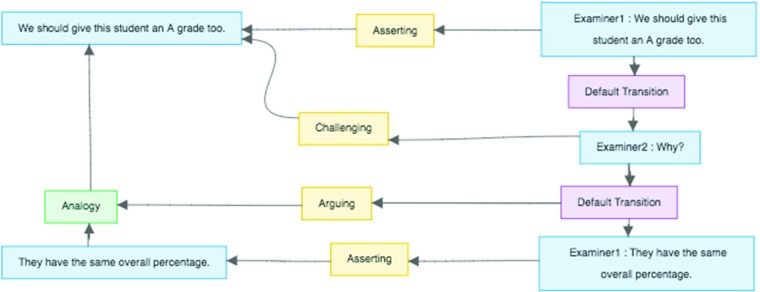 We should give this student an A grade too.
Asserting
Examiner1 : We should give this
student an A grade too.
Default Transition
Challenging
Examiner2 : Why?
Analogy
Arguing
Default Transition
They have the same overall percentage.
Asserting
Examiner1 : They have the same
overall percentage.